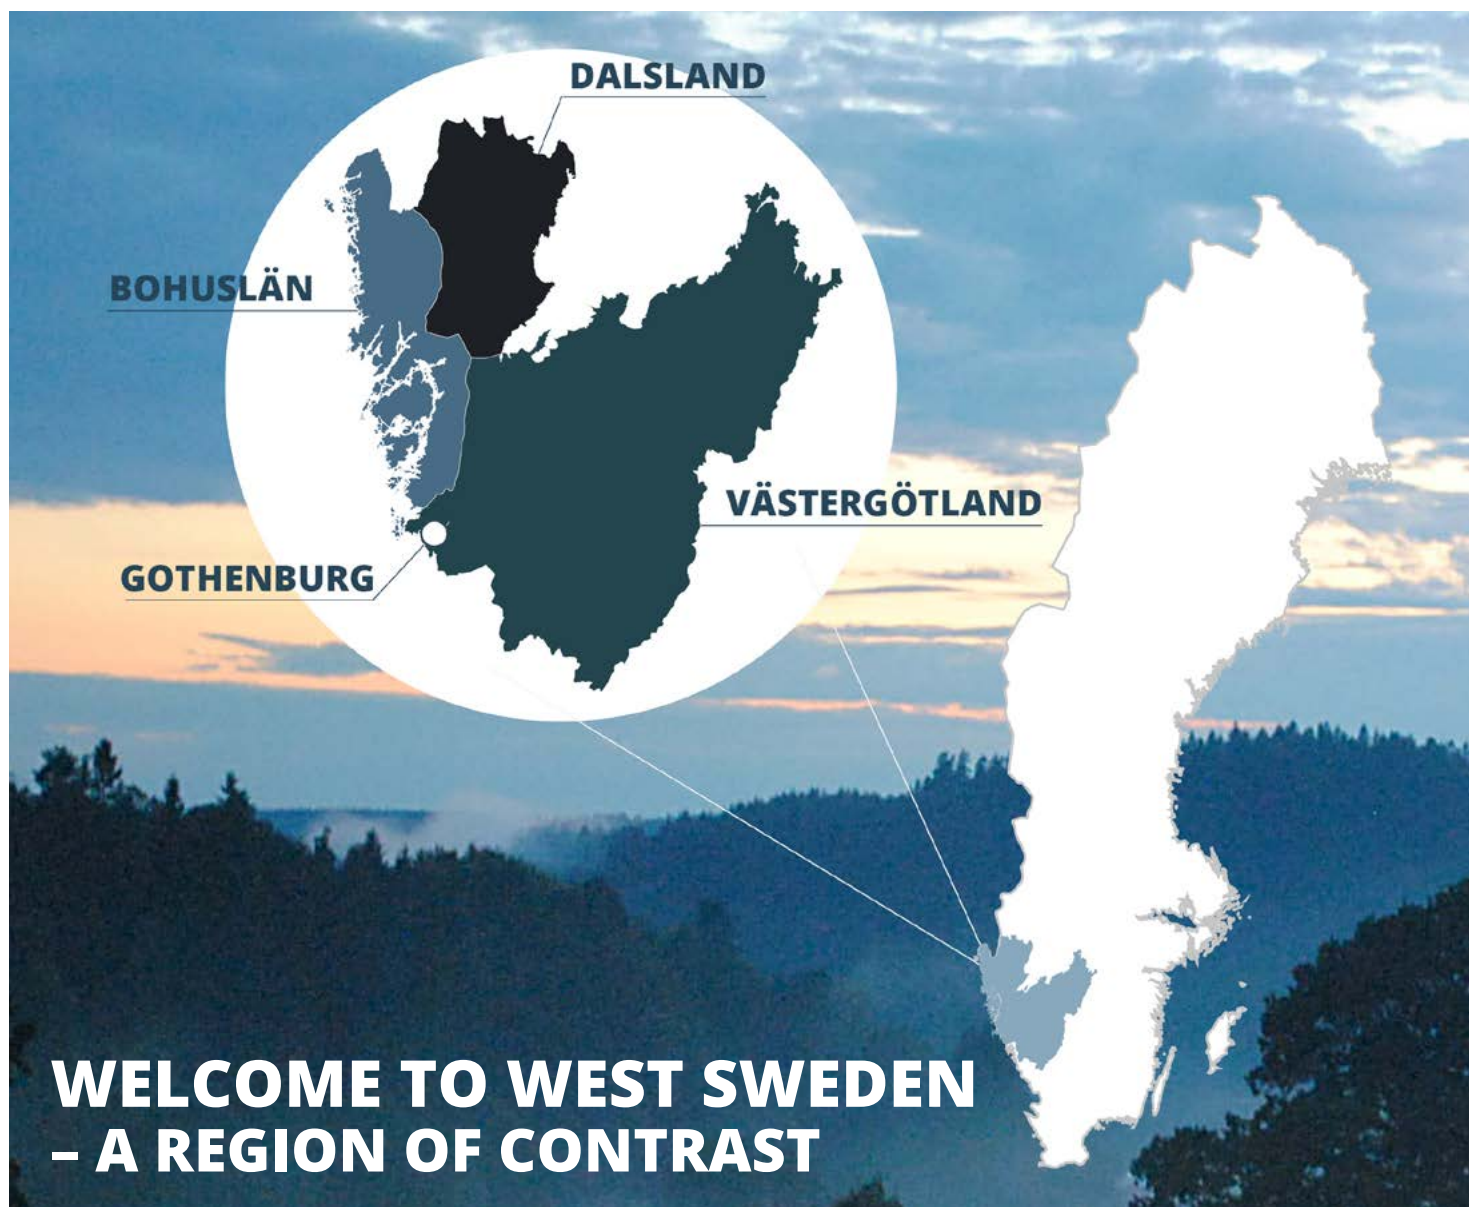 DALSLAND
BOHUSLÄN
VÄSTERGÖTLAND
GOTHENBURG
WELCOME TO WEST SWEDEN
– A REGION OF CONTRAST